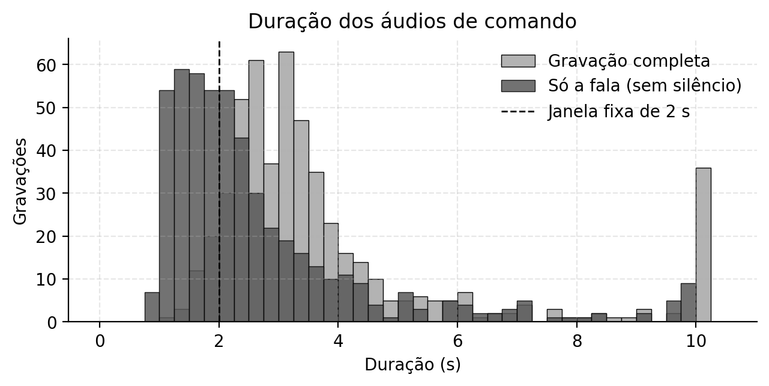 Duração dos áudios de comando
Gravação completa
Só a fala (sem silêncio)
Janela fixa de 2 s
Gravações
60
50
40
30
20
10
0
0 2 4 6 8 10
Duração (s)